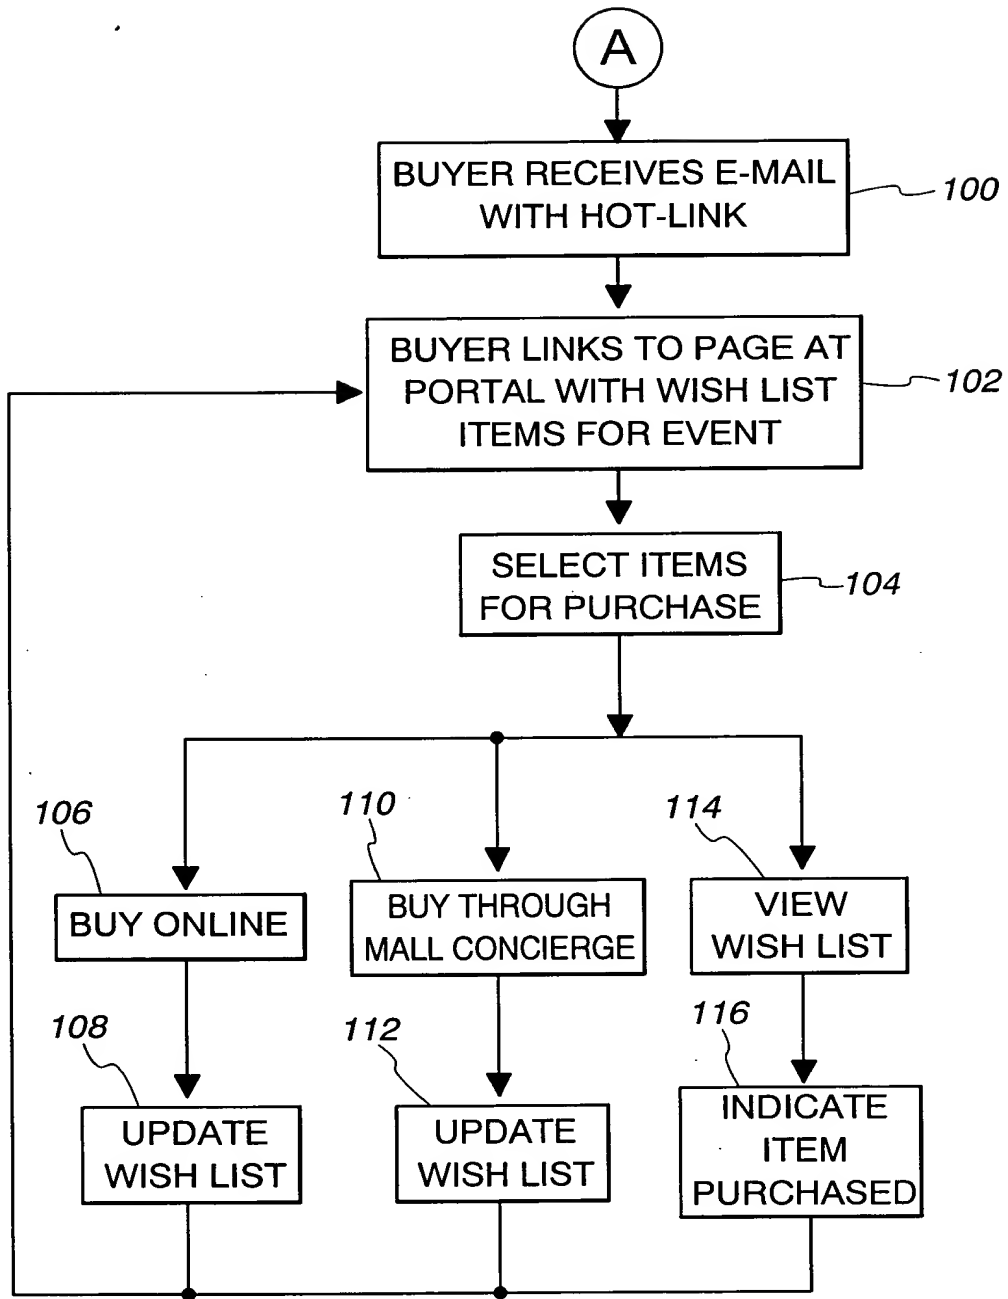 A
BUYER RECEIVES E-MAIL
WITH HOT-LINK
100
BUYER LINKS TO PAGE AT
PORTAL WITH WISH LIST
ITEMS FOR EVENT
102
SELECT ITEMS
FOR PURCHASE
104
106
BUY ONLINE
110
BUY THROUGH
MALL CONCIERGE
114
VIEW
WISH LIST
108
UPDATE
WISH LIST
112
UPDATE
WISH LIST
116
INDICATE
ITEM
PURCHASED